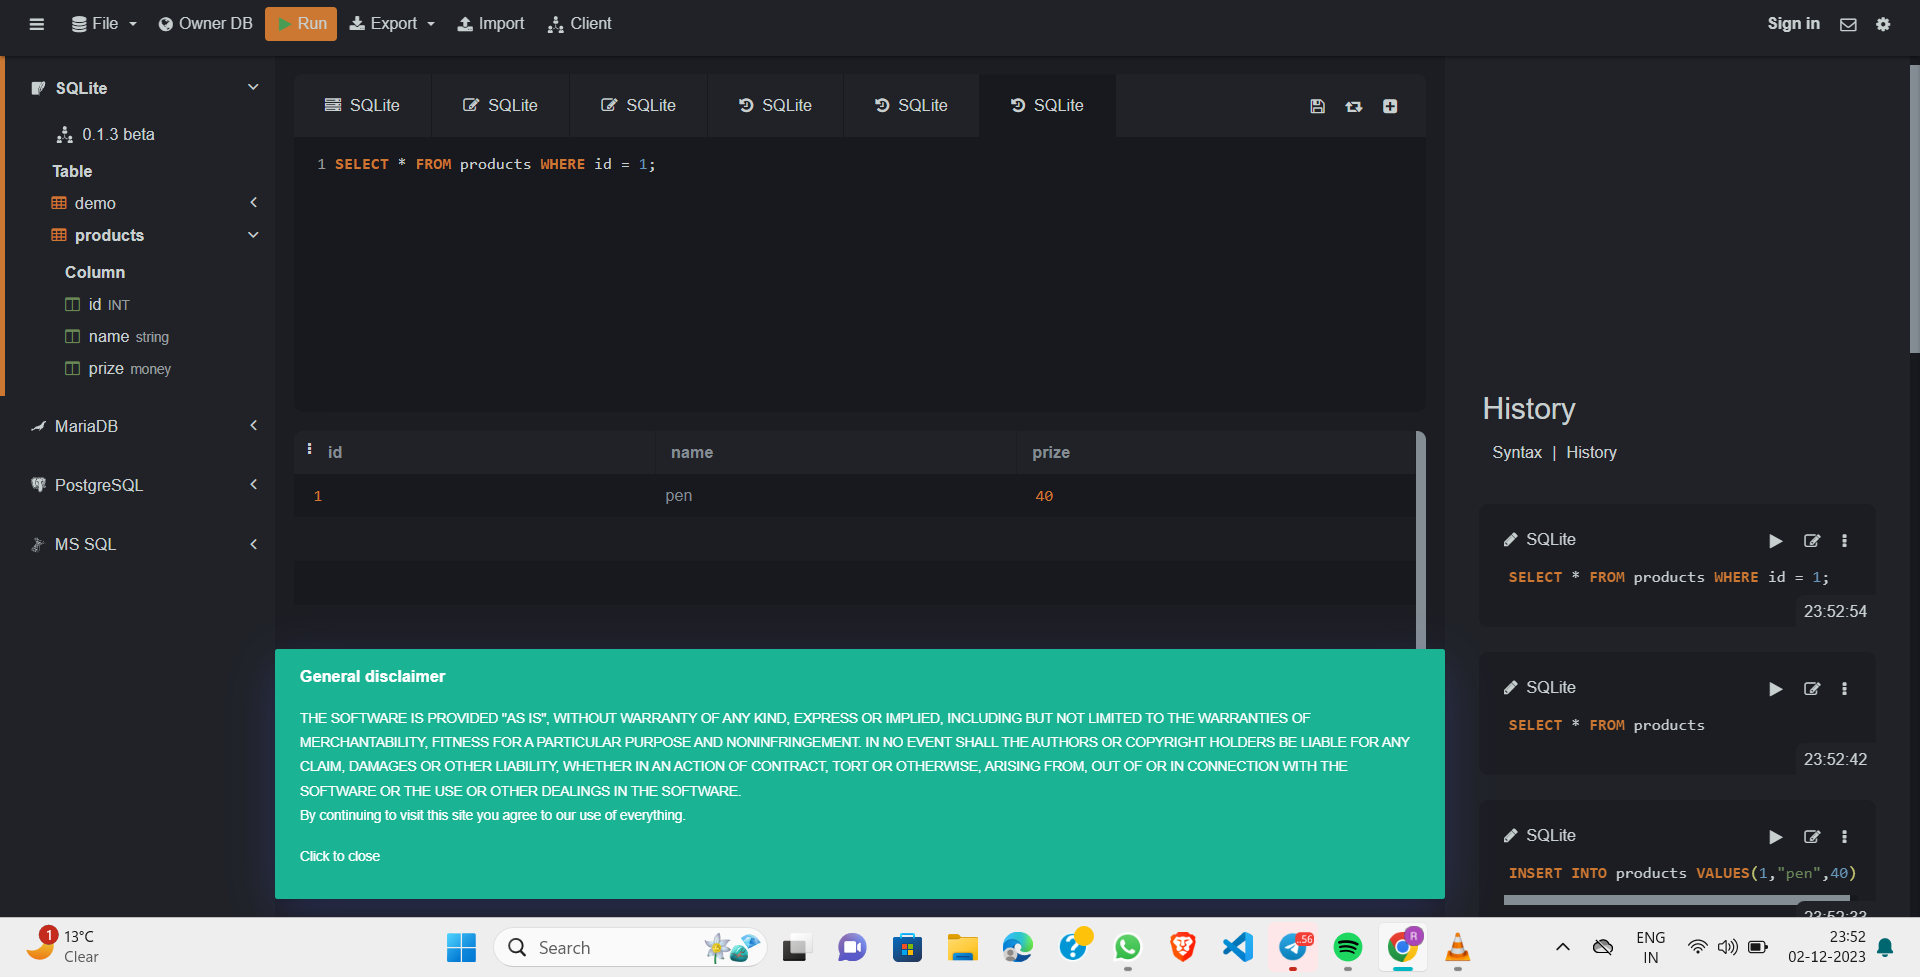 File
Owner DB
Run
Export
Import
Client
Sign in
SQLite
0.1.3 beta
Table
demo
products
Column
id INT
name string
prize money
MariaDB
PostgreSQL
MS SQL
SQLite SQLite SQLite SQLite SQLite SQLite
1 SELECT * FROM products WHERE id = 1;
id name prize
1 pen 40
General disclaimer
THE SOFTWARE IS PROVIDED "AS IS", WITHOUT WARRANTY OF ANY KIND, EXPRESS OR IMPLIED, INCLUDING BUT NOT LIMITED TO THE WARRANTIES OF
MERCHANTABILITY, FITNESS FOR A PARTICULAR PURPOSE AND NONINFRINGEMENT. IN NO EVENT SHALL THE AUTHORS OR COPYRIGHT HOLDERS BE LIABLE FOR ANY
CLAIM, DAMAGES OR OTHER LIABILITY, WHETHER IN AN ACTION OF CONTRACT, TORT OR OTHERWISE, ARISING FROM, OUT OF OR IN CONNECTION WITH THE
SOFTWARE OR THE USE OR OTHER DEALINGS IN THE SOFTWARE.
By continuing to visit this site you agree to our use of everything.
Click to close
History
Syntax | History
SQLite
SELECT * FROM products WHERE id = 1;
23:52:54
SQLite
SELECT * FROM products
23:52:42
SQLite
INSERT INTO products VALUES(1,"pen",40)
1
13°C
Clear
Search
..56
R
ENG
IN
23:52
02-12-2023